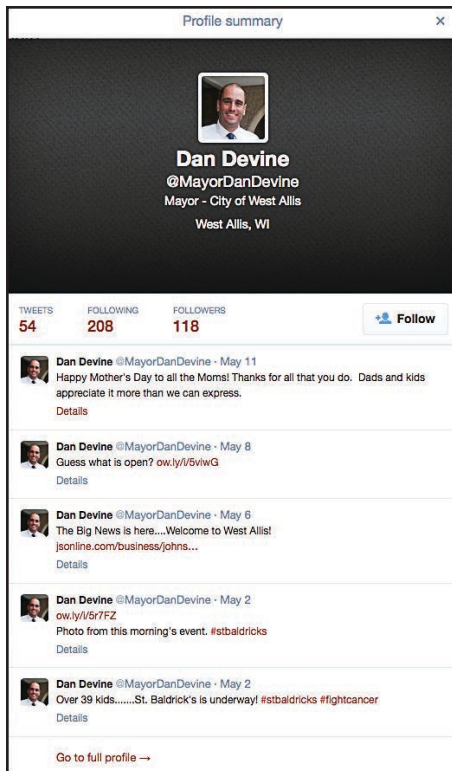 Profile summary ×
Dan Devine
@MayorDanDevine
Mayor - City of West Allis
West Allis, WI
TWEETS FOLLOWING FOLLOWERS
54 208 118
Follow
Dan Devine @MayorDanDevine · May 11
Happy Mother's Day to all the Moms! Thanks for all that you do. Dads and kids
appreciate it more than we can express.
Details
Dan Devine @MayorDanDevine · May 8
Guess what is open? ow.ly/i/5viwG
Details
Dan Devine @MayorDanDevine · May 6
The Big News is here....Welcome to West Allis!
jsonline.com/business/johns...
Details
Dan Devine @MayorDanDevine · May 2
ow.ly/i/5r7FZ
Photo from this morning's event. #stbaldricks
Details
Dan Devine @MayorDanDevine · May 2
Over 39 kids.......St. Baldrick's is underway! #stbaldricks #fightcancer
Details
Go to full profile →